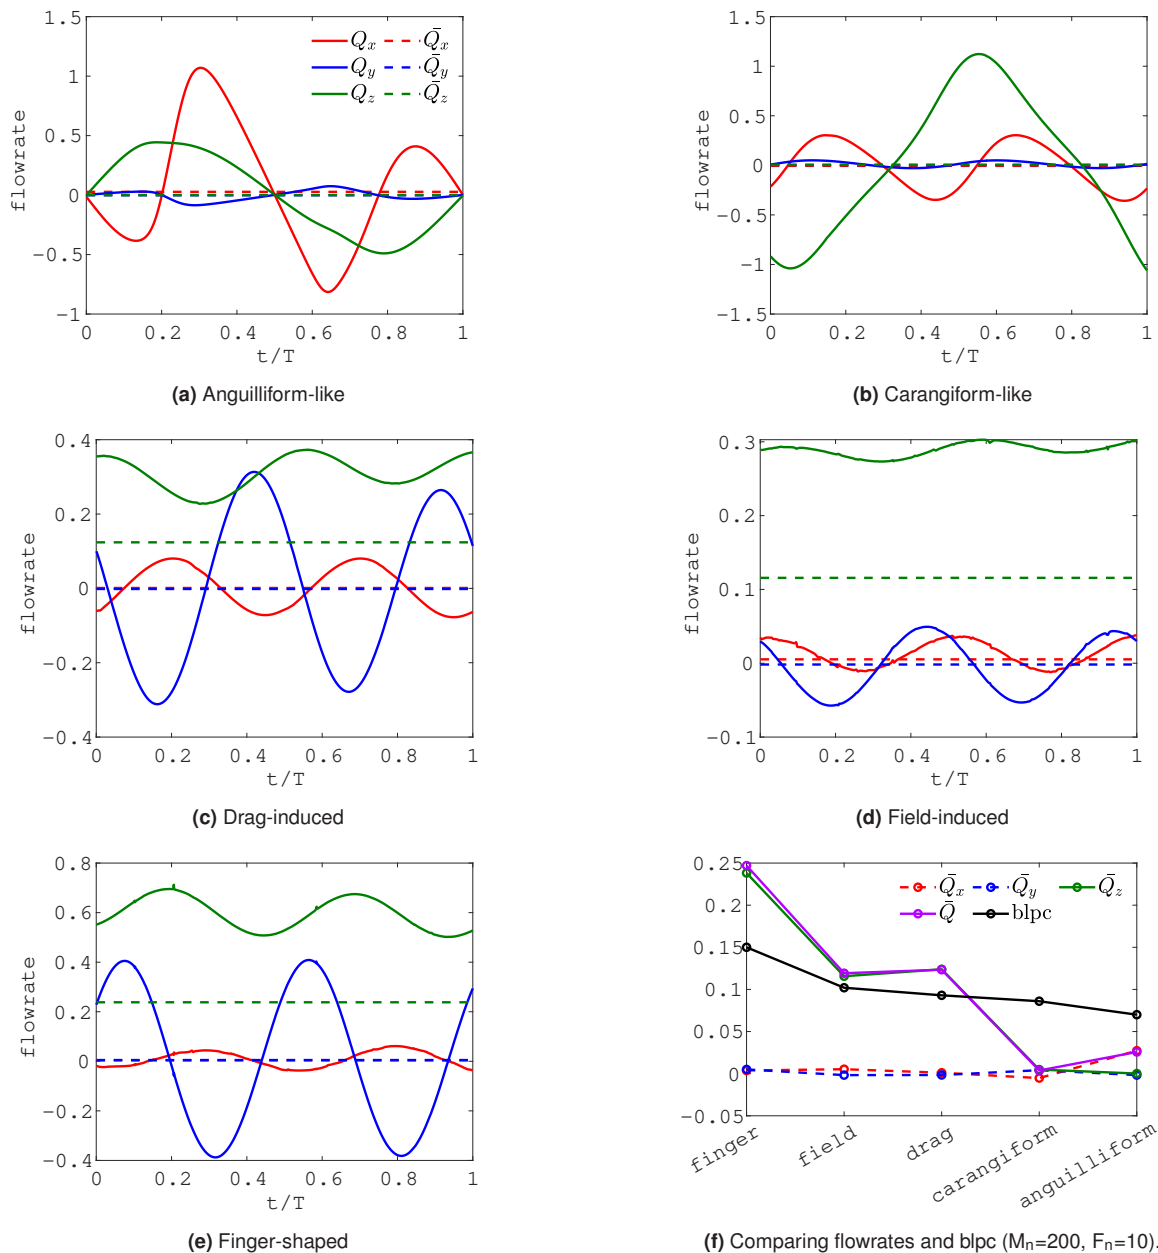 1.5
1
0.5
0
−0.5
−1
flowrate
0 0.2 0.4 0.6 0.8 1
t/T
Q_x Q̄_x
Q_y Q̄_y
Q_z Q̄_z
(a) Anguilliform-like
1.5
1
0.5
0
−0.5
−1
−1.5
flowrate
0 0.2 0.4 0.6 0.8 1
t/T
(b) Carangiform-like
0.4
0.2
0
−0.2
−0.4
flowrate
0 0.2 0.4 0.6 0.8 1
t/T
(c) Drag-induced
0.3
0.2
0.1
0
−0.1
flowrate
0 0.2 0.4 0.6 0.8 1
t/T
(d) Field-induced
0.8
0.6
0.4
0.2
0
−0.2
−0.4
flowrate
0 0.2 0.4 0.6 0.8 1
t/T
(e) Finger-shaped
0.25
0.2
0.15
0.1
0.05
0
−0.05
Q̄_x Q̄_y Q̄_z
Q̄ blpc
finger field drag carangiform anguilliform
(f) Comparing flowrates and blpc (Mₙ=200, Fₙ=10).